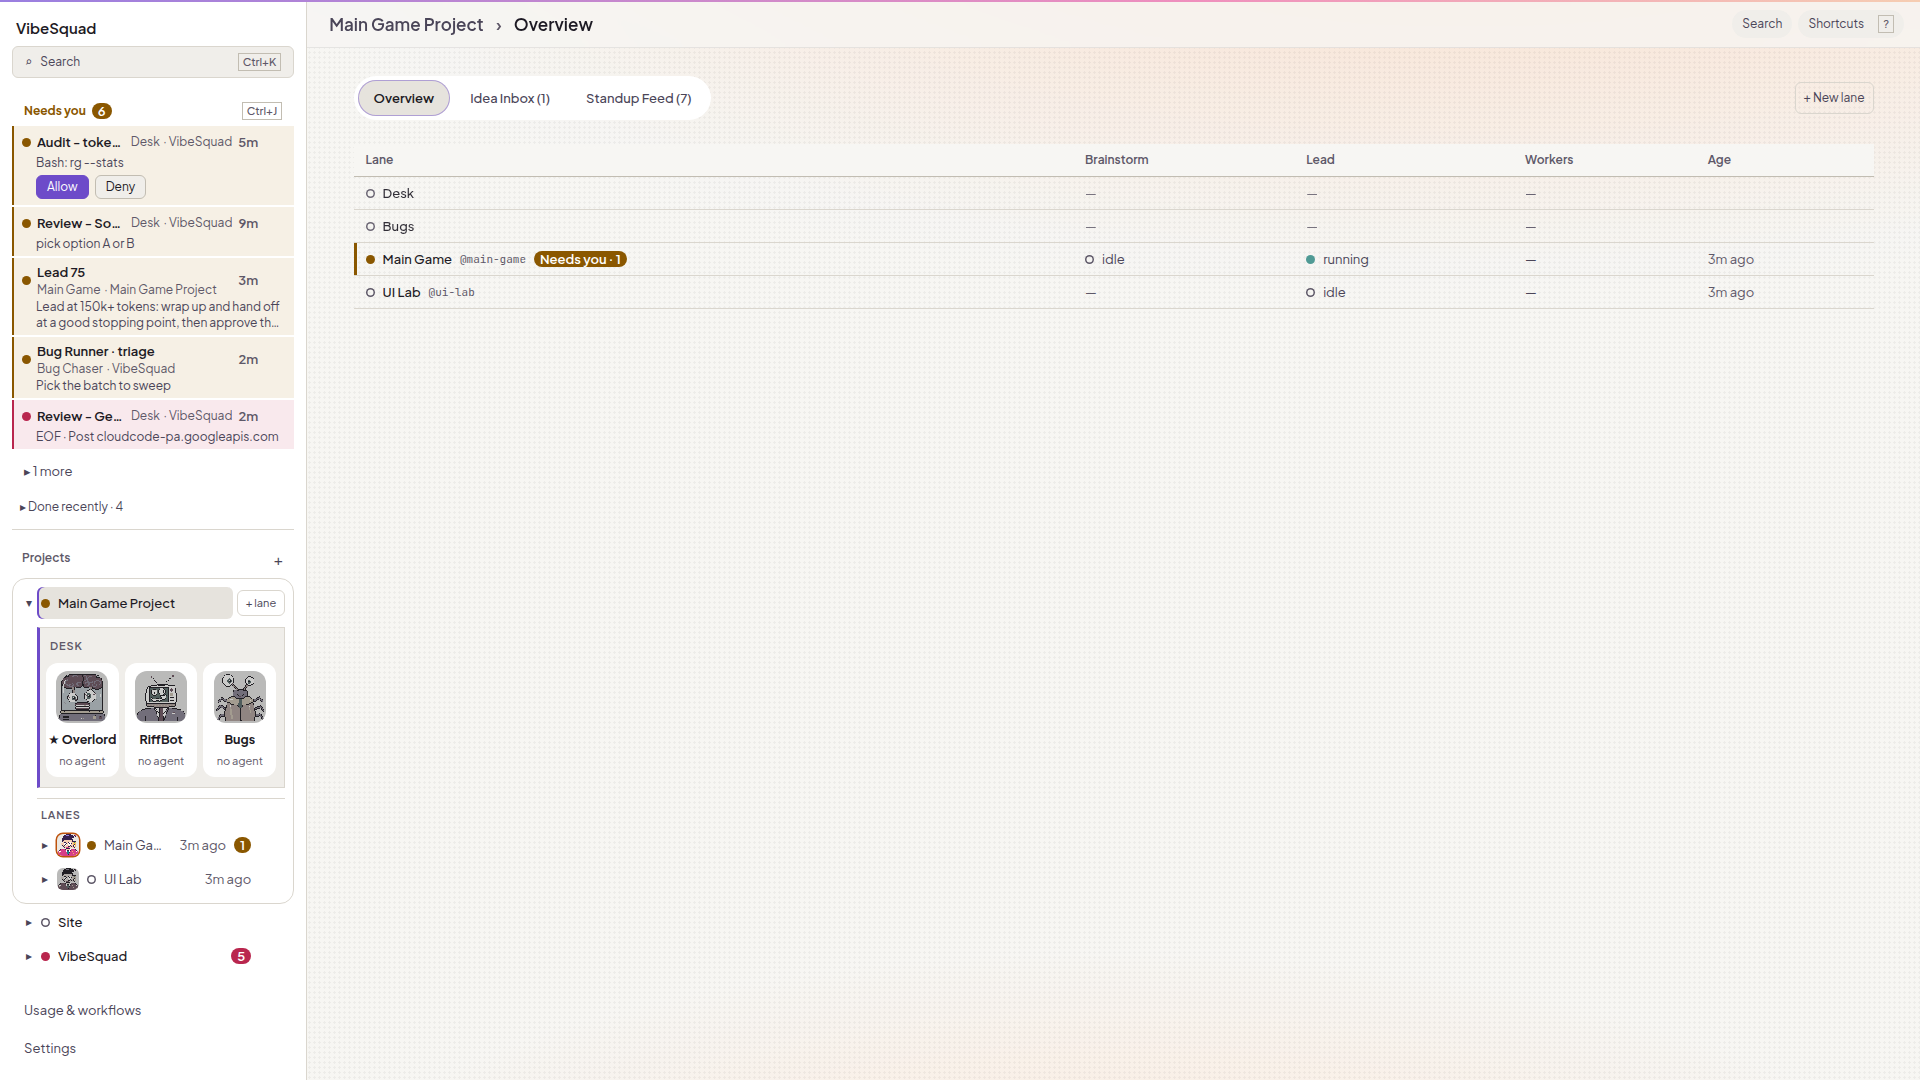 VibeSquad
Search
Ctrl+K
Needs you 6
Ctrl+J
Audit – toke… Desk · VibeSquad 5m
Bash: rg --stats
Allow Deny
Review – So… Desk · VibeSquad 9m
pick option A or B
Lead 75
Main Game · Main Game Project 3m
Lead at 150k+ tokens: wrap up and hand off
at a good stopping point, then approve th…
Bug Runner · triage
Bug Chaser · VibeSquad 2m
Pick the batch to sweep
Review – Ge… Desk · VibeSquad 2m
EOF · Post cloudcode-pa.googleapis.com
▸ 1 more
▸ Done recently · 4
Projects +
▾ Main Game Project + lane
DESK
★ Overlord RiffBot Bugs
no agent no agent no agent
LANES
▸ Main Ga… 3m ago 1
▸ UI Lab 3m ago
▸ Site
▸ VibeSquad 5
Usage & workflows
Settings
Main Game Project › Overview
Search Shortcuts ?
Overview Idea Inbox (1) Standup Feed (7)
+ New lane
Lane Brainstorm Lead Workers Age
Desk — — —
Bugs — — —
Main Game @main-game Needs you · 1 idle running — 3m ago
UI Lab @ui-lab — idle — 3m ago